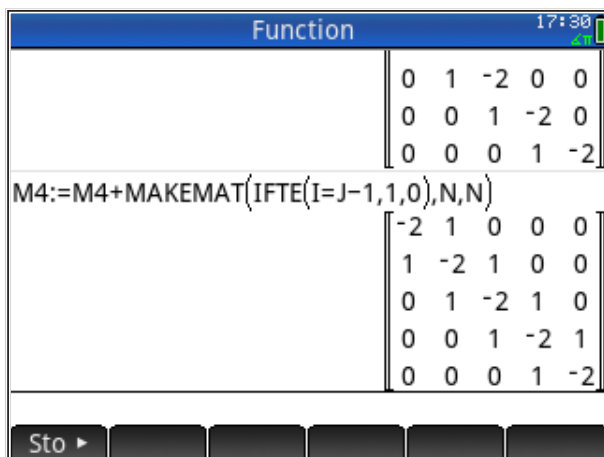 Function
17:30
∡π
0 1 -2 0 0
0 0 1 -2 0
0 0 0 1 -2
M4:=M4+MAKEMAT(IFTE(I=J-1,1,0),N,N)
-2 1 0 0 0
1 -2 1 0 0
0 1 -2 1 0
0 0 1 -2 1
0 0 0 1 -2
Sto ►